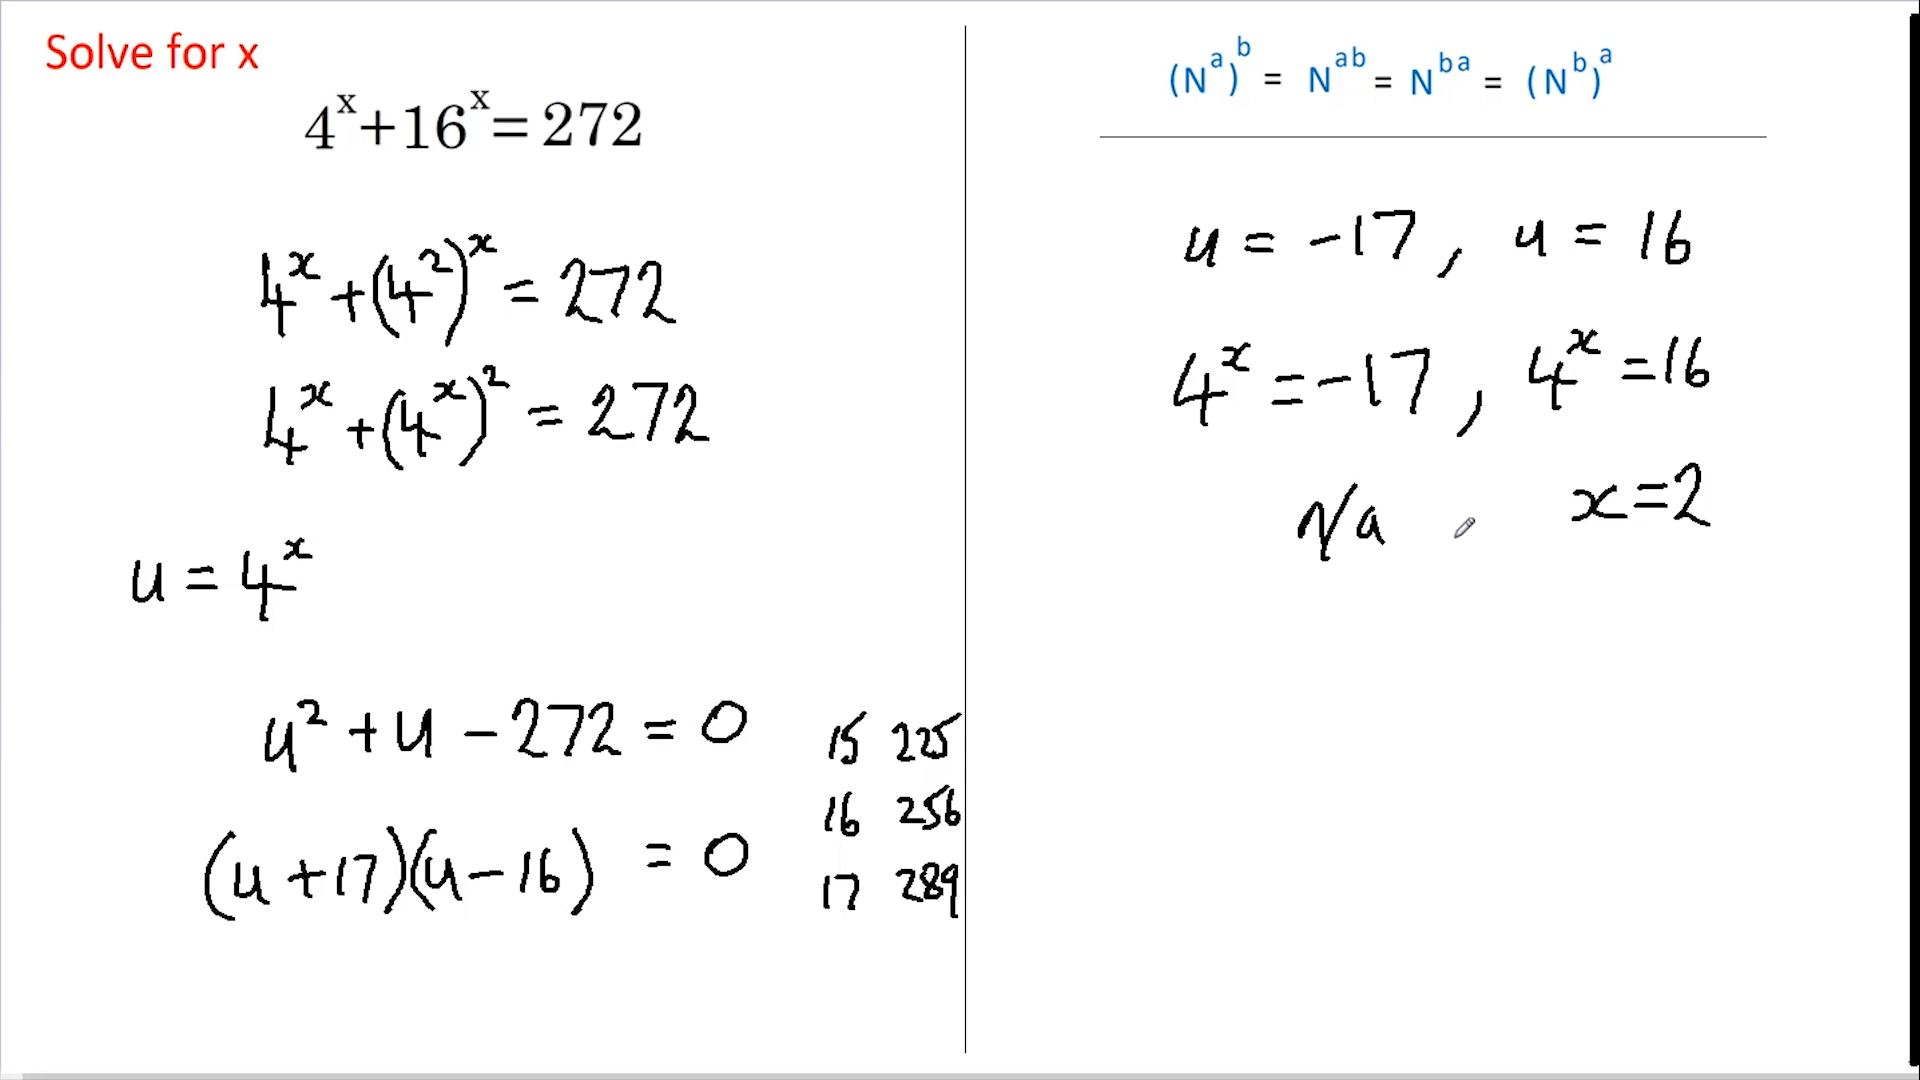 Solve for x
4^x+16^x=272
4^x+(4^2)^x=272
4^x+(4^x)^2=272
u=4^x
u^2+u-272=0
(u+17)(u-16)=0
15 225
16 256
17 289
(N^a)^b = N^ab = N^ba = (N^b)^a
u=-17, u=16
4^x=-17, 4^x=16
n/a x=2